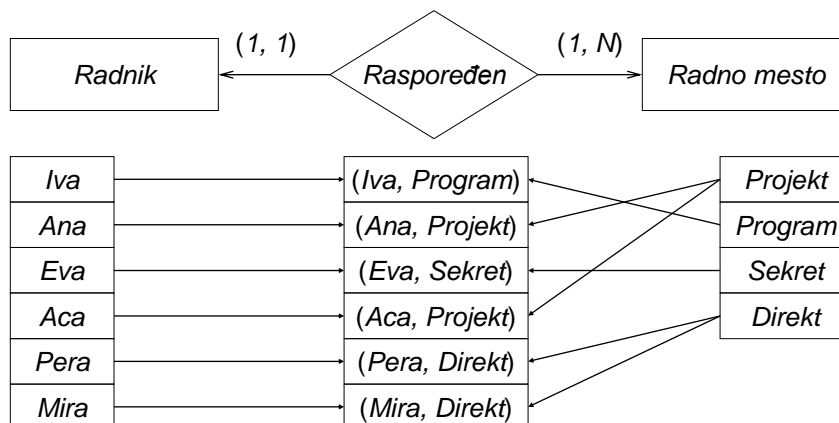 (1, 1) (1, N)
Radnik Raspoređen Radno mesto
Iva (Iva, Program) Projekt
Ana (Ana, Projekt) Program
Eva (Eva, Sekret) Sekret
Aca (Aca, Projekt) Direkt
Pera (Pera, Direkt)
Mira (Mira, Direkt)